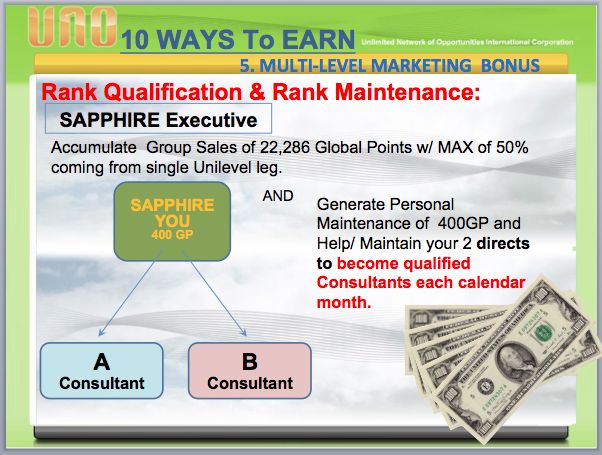 UNO
10 WAYS To EARN
Unlimited Network of Opportunities International Corporation
5. MULTI-LEVEL MARKETING BONUS
Rank Qualification & Rank Maintenance:
SAPPHIRE Executive
Accumulate Group Sales of 22,286 Global Points w/ MAX of 50%
coming from single Unilevel leg.
AND
SAPPHIRE
YOU
400 GP
Generate Personal
Maintenance of 400GP and
Help/ Maintain your 2 directs
to become qualified
Consultants each calendar
month.
A
Consultant
B
Consultant